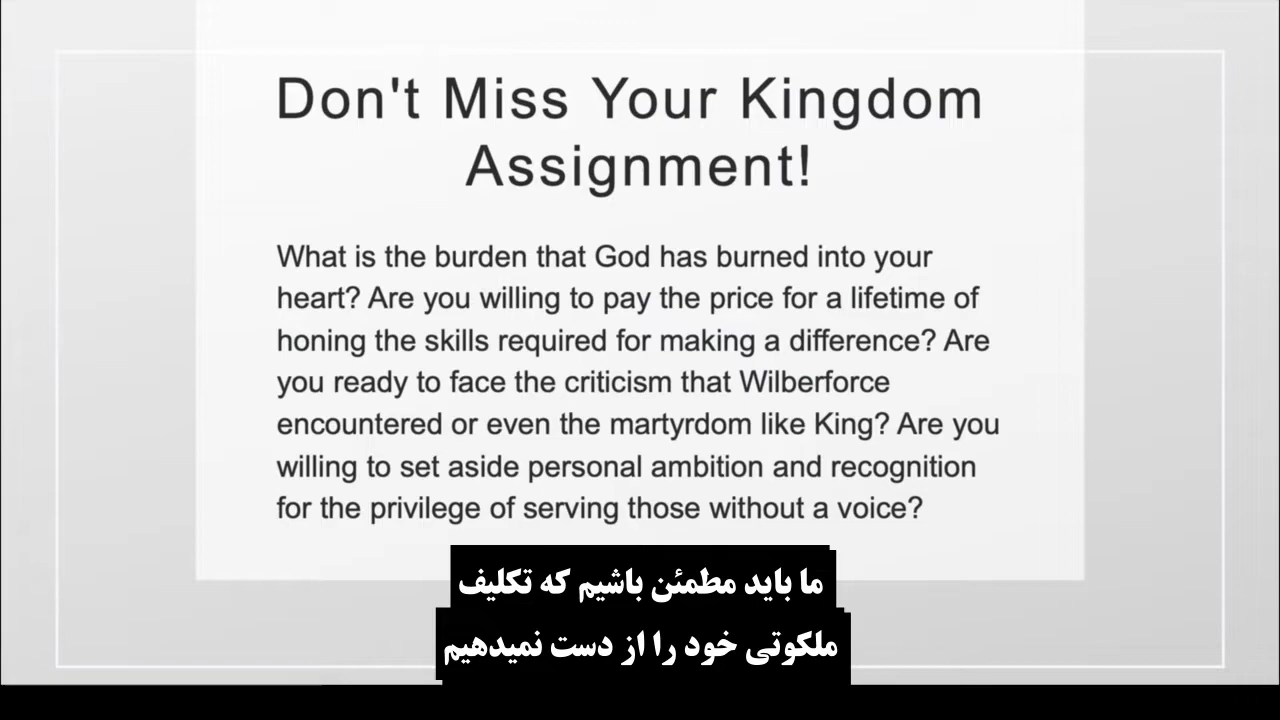 Don't Miss Your Kingdom
Assignment!
What is the burden that God has burned into your
heart? Are you willing to pay the price for a lifetime of
honing the skills required for making a difference? Are
you ready to face the criticism that Wilberforce
encountered or even the martyrdom like King? Are you
willing to set aside personal ambition and recognition
for the privilege of serving those without a voice?
ما باید مطمئن باشیم که تکلیف
ملکوتی خود را از دست نمیدهیم